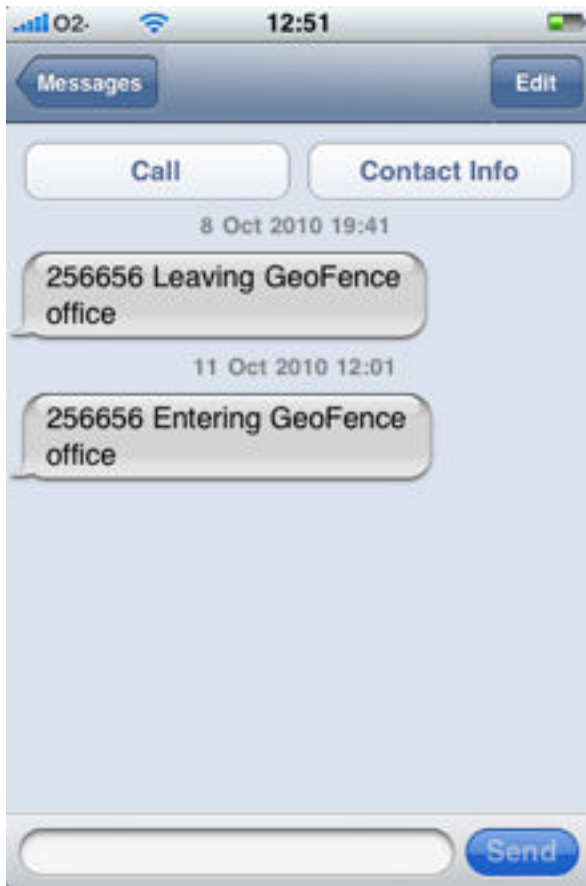 O2- 12:51
Messages Edit
Call Contact Info
8 Oct 2010 19:41
256656 Leaving GeoFence
office
11 Oct 2010 12:01
256656 Entering GeoFence
office
Send